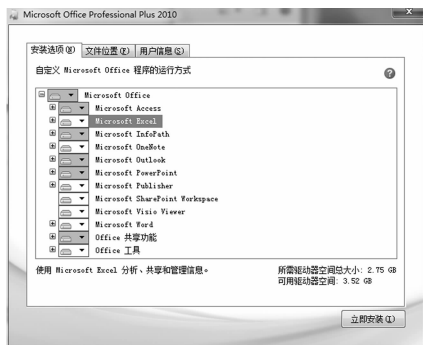 Microsoft Office Professional Plus 2010
安装选项(N) 文件位置(F) 用户信息(S)
自定义 Microsoft Office 程序的运行方式
Microsoft Office
Microsoft Access
Microsoft Excel
Microsoft InfoPath
Microsoft OneNote
Microsoft Outlook
Microsoft PowerPoint
Microsoft Publisher
Microsoft SharePoint Workspace
Microsoft Visio Viewer
Microsoft Word
Office 共享功能
Office 工具
使用 Microsoft Excel 分析、共享和管理信息。
所需驱动器空间总大小: 2.75 GB
可用驱动器空间: 3.52 GB
立即安装(I)